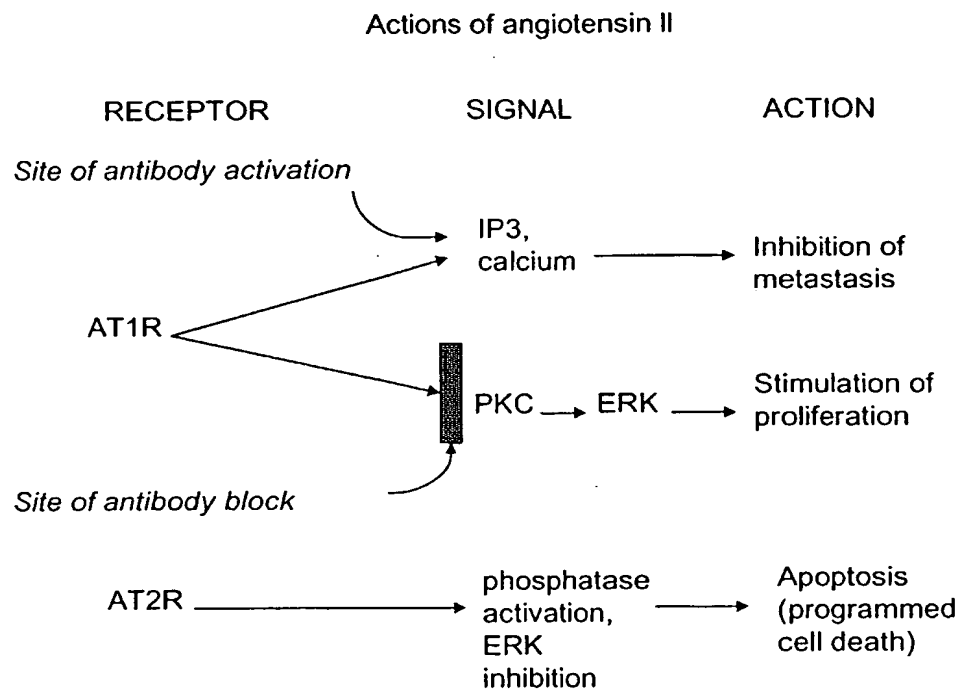 Actions of angiotensin II
RECEPTOR SIGNAL ACTION
Site of antibody activation
IP3,
calcium
Inhibition of
metastasis
AT1R
PKC ERK
Stimulation of
proliferation
Site of antibody block
AT2R
phosphatase
activation,
ERK
inhibition
Apoptosis
(programmed
cell death)